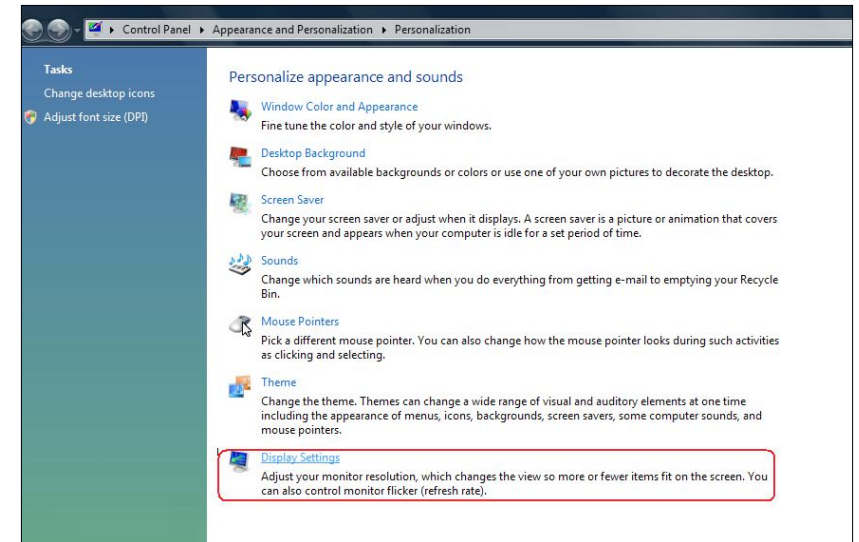 Control Panel ▸ Appearance and Personalization ▸ Personalization
Tasks
Change desktop icons
Adjust font size (DPI)
Personalize appearance and sounds
Window Color and Appearance
Fine tune the color and style of your windows.
Desktop Background
Choose from available backgrounds or colors or use one of your own pictures to decorate the desktop.
Screen Saver
Change your screen saver or adjust when it displays. A screen saver is a picture or animation that covers
your screen and appears when your computer is idle for a set period of time.
Sounds
Change which sounds are heard when you do everything from getting e-mail to emptying your Recycle
Bin.
Mouse Pointers
Pick a different mouse pointer. You can also change how the mouse pointer looks during such activities
as clicking and selecting.
Theme
Change the theme. Themes can change a wide range of visual and auditory elements at one time
including the appearance of menus, icons, backgrounds, screen savers, some computer sounds, and
mouse pointers.
Display Settings
Adjust your monitor resolution, which changes the view so more or fewer items fit on the screen. You
can also control monitor flicker (refresh rate).